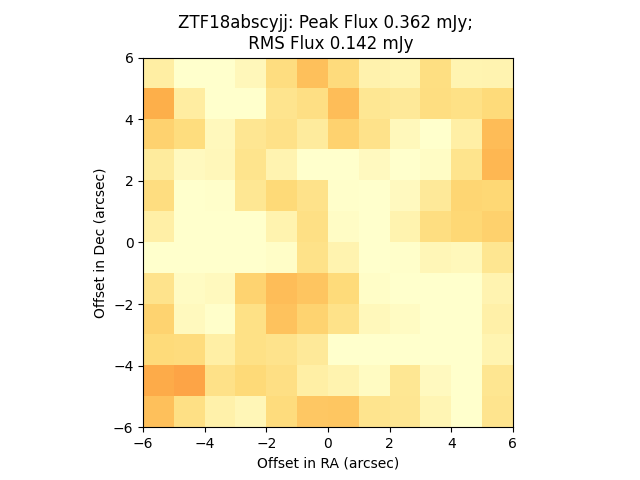 ZTF18abscyjj: Peak Flux 0.362 mJy;
RMS Flux 0.142 mJy
6
4
2
0
−2
−4
−6
Offset in Dec (arcsec)
−6 −4 −2 0 2 4 6
Offset in RA (arcsec)